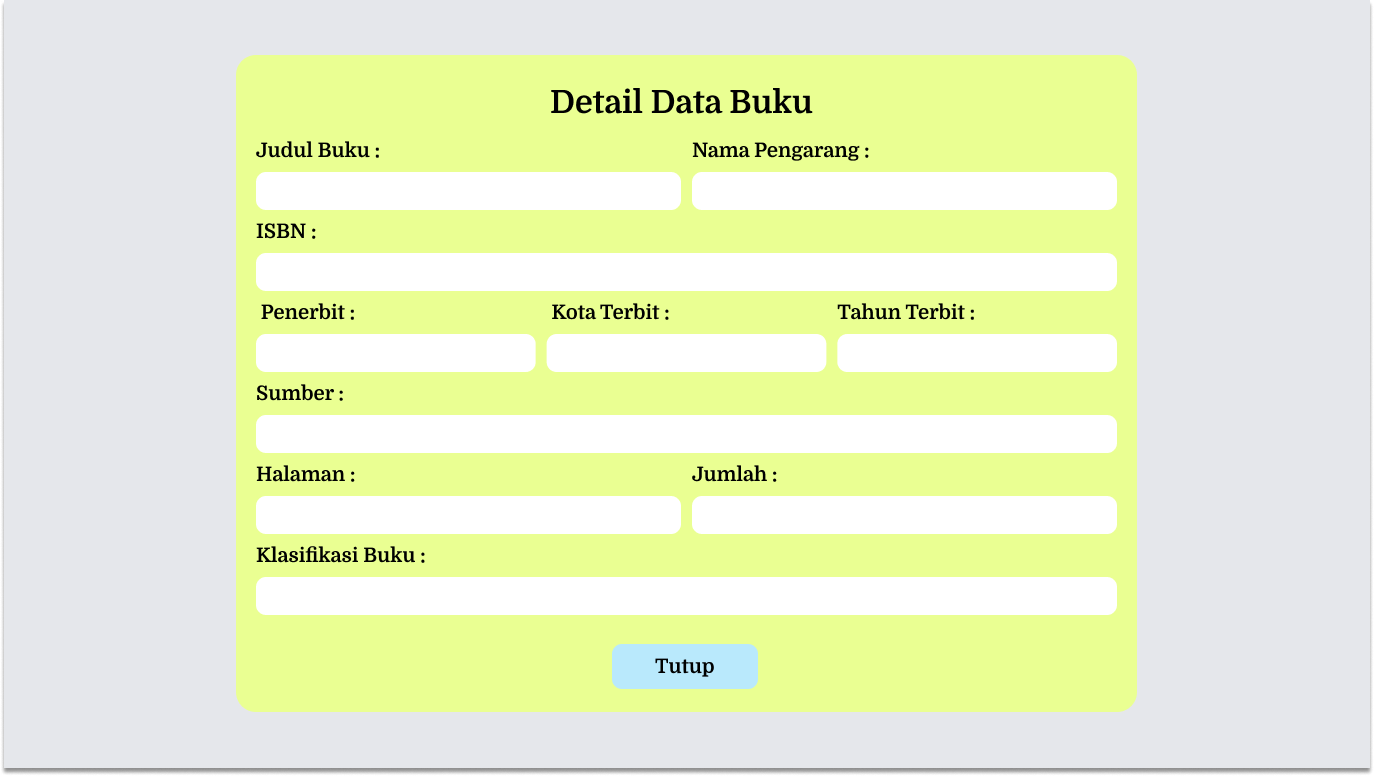 Detail Data Buku
Judul Buku :
Nama Pengarang :
ISBN :
Penerbit :
Kota Terbit :
Tahun Terbit :
Sumber :
Halaman :
Jumlah :
Klasifikasi Buku :
Tutup